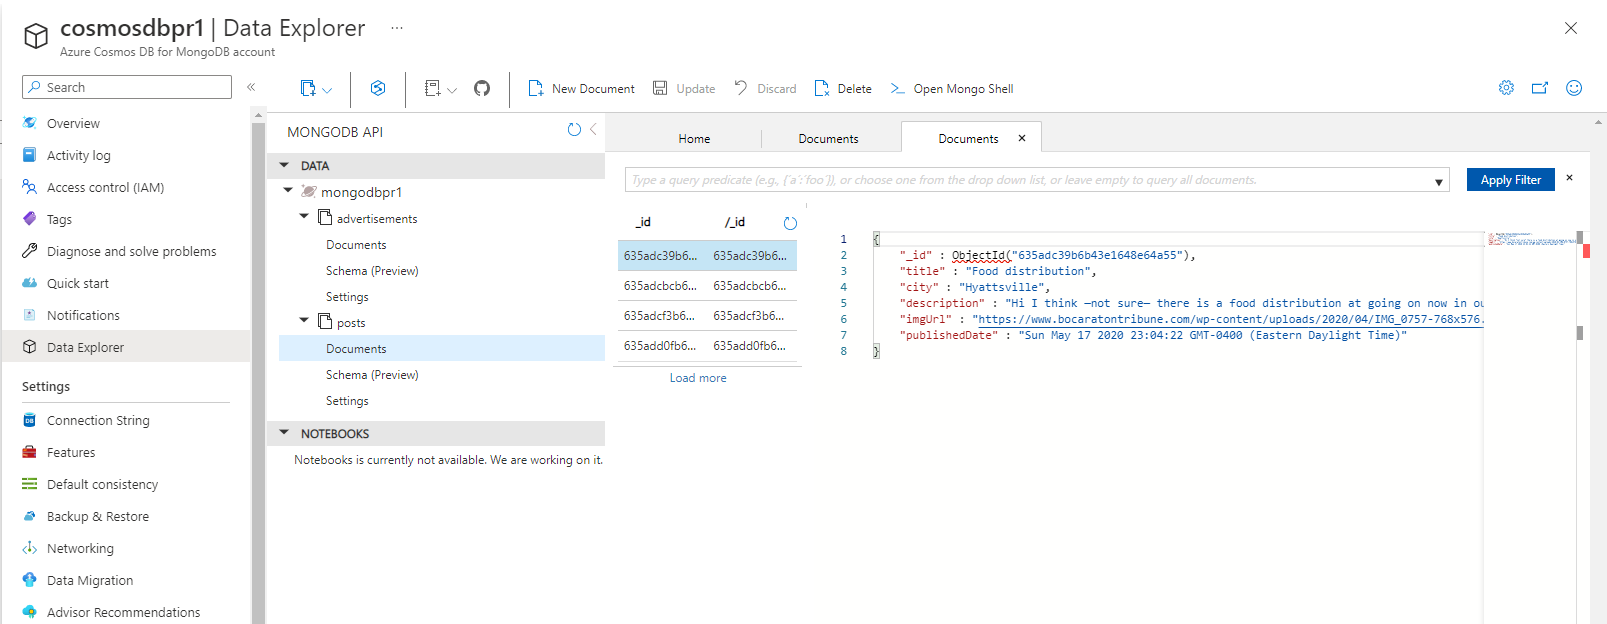 cosmosdbpr1 | Data Explorer ...
Azure Cosmos DB for MongoDB account
Search
«
Overview
Activity log
Access control (IAM)
Tags
Diagnose and solve problems
Quick start
Notifications
Data Explorer
Settings
Connection String
Features
Default consistency
Backup & Restore
Networking
Data Migration
Advisor Recommendations
New Document
Update
Discard
Delete
Open Mongo Shell
MONGODB API
DATA
mongodbpr1
advertisements
Documents
Schema (Preview)
Settings
posts
Documents
Schema (Preview)
Settings
NOTEBOOKS
Notebooks is currently not available. We are working on it.
Home
Documents
Documents
Type a query predicate (e.g., {´a´:´foo´}), or choose one from the drop down list, or leave empty to query all documents.
Apply Filter
_id /_id
635adc39b6... 635adc39b6...
635adcbcb6... 635adcbcb6...
635adcf3b6... 635adcf3b6...
635add0fb6... 635add0fb6...
Load more
1 {
2 "_id" : ObjectId("635adc39b6b43e1648e64a55"),
3 "title" : "Food distribution",
4 "city" : "Hyattsville",
5 "description" : "Hi I think —not sure— there is a food distribution at going on now in ou
6 "imgUrl" : "https://www.bocaratontribune.com/wp-content/uploads/2020/04/IMG_0757-768x576.
7 "publishedDate" : "Sun May 17 2020 23:04:22 GMT-0400 (Eastern Daylight Time)"
8 }